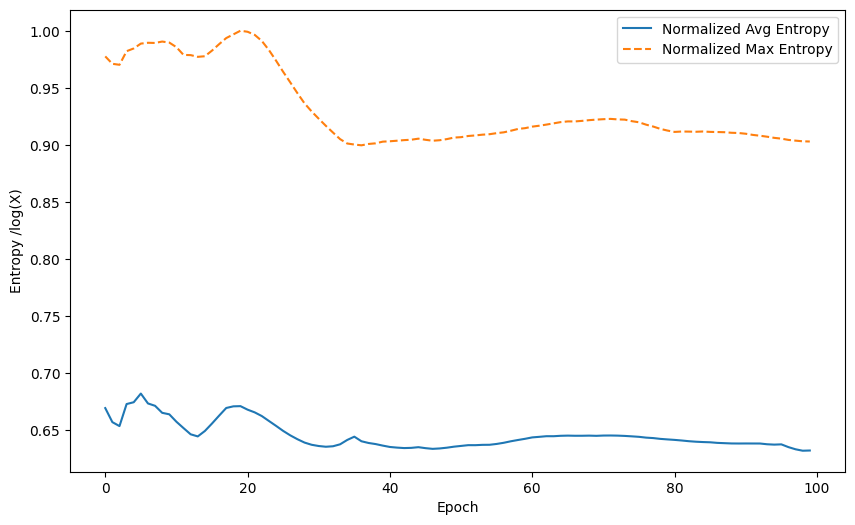 Normalized Avg Entropy
Normalized Max Entropy
1.00
0.95
0.90
0.85
0.80
0.75
0.70
0.65
Entropy /log(X)
0 20 40 60 80 100
Epoch